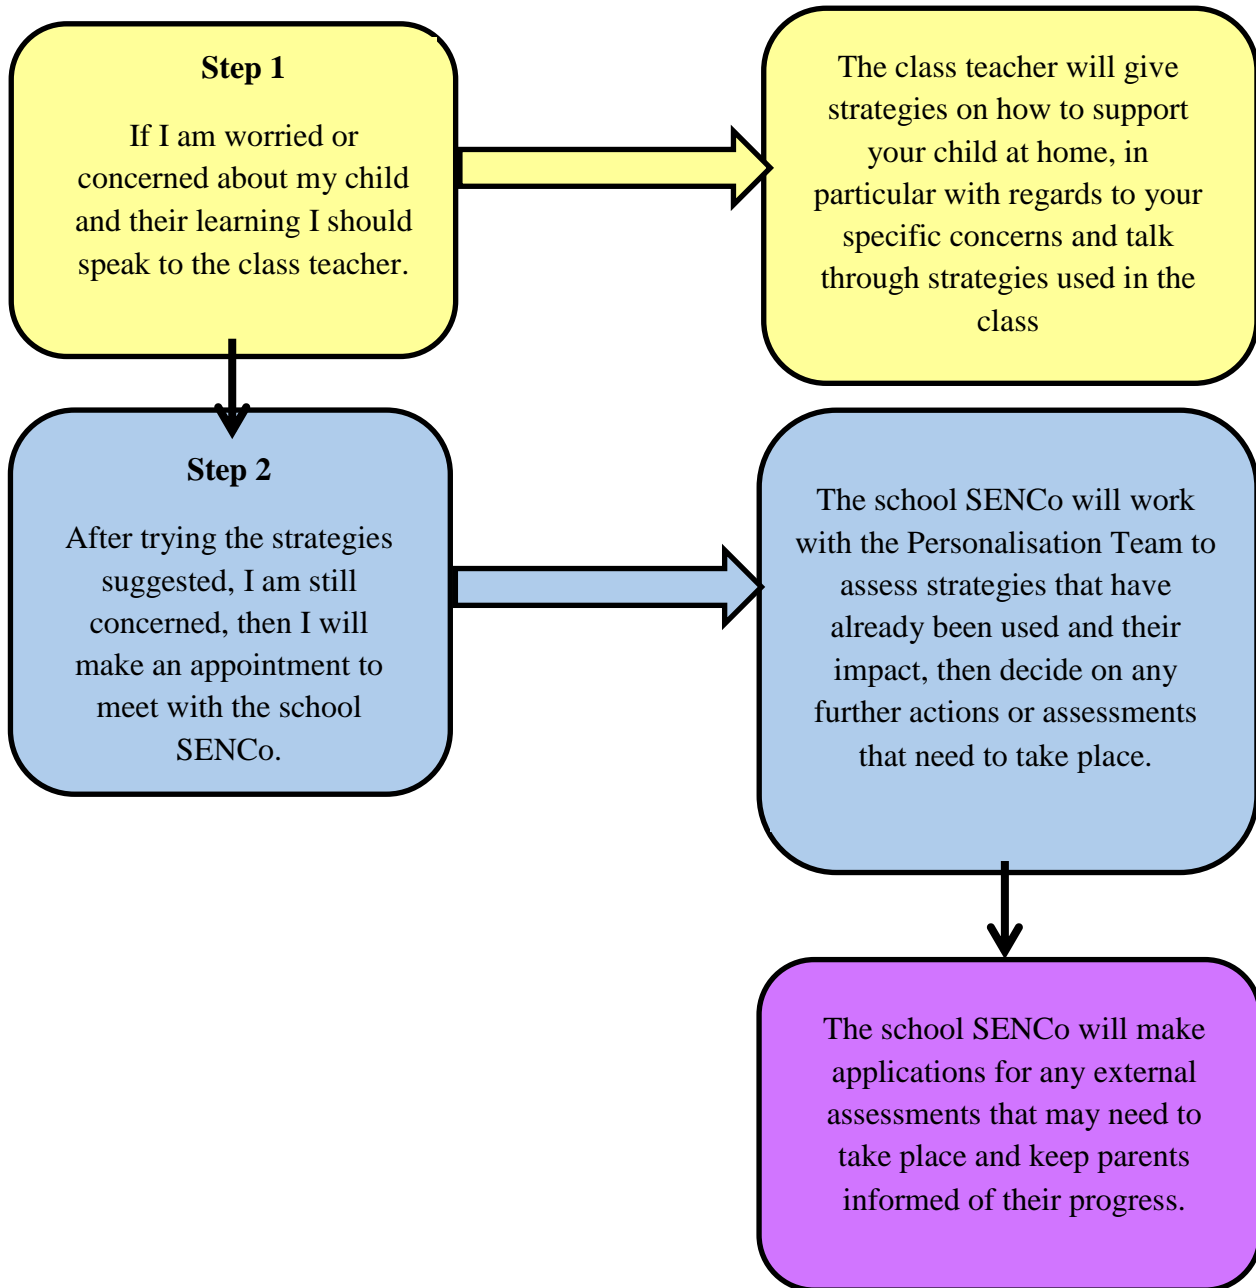 Step 1
If I am worried or
concerned about my child
and their learning I should
speak to the class teacher.
The class teacher will give
strategies on how to support
your child at home, in
particular with regards to your
specific concerns and talk
through strategies used in the
class
Step 2
After trying the strategies
suggested, I am still
concerned, then I will
make an appointment to
meet with the school
SENCo.
The school SENCo will work
with the Personalisation Team to
assess strategies that have
already been used and their
impact, then decide on any
further actions or assessments
that need to take place.
The school SENCo will make
applications for any external
assessments that may need to
take place and keep parents
informed of their progress.